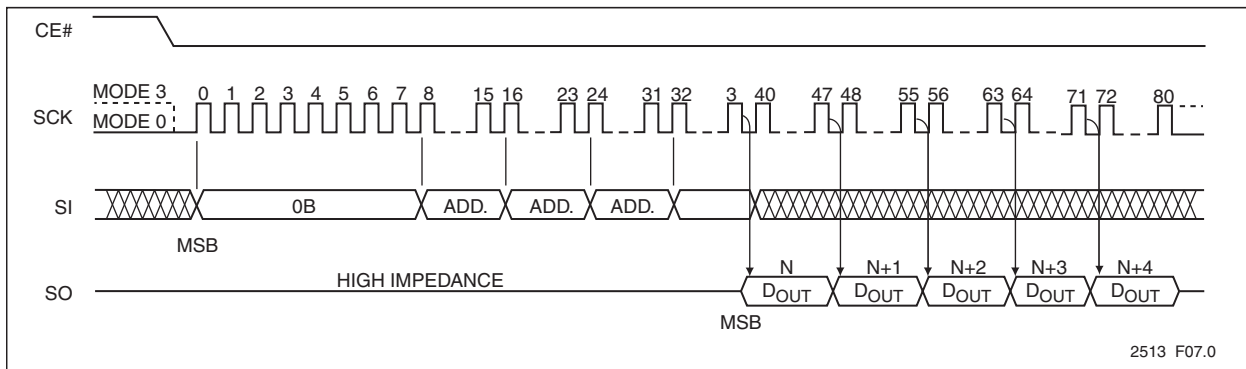 CE#
MODE 3
0 1 2 3 4 5 6 7 8 15 16 23 24 31 32 3 40 47 48 55 56 63 64 71 72 80
SCK
MODE 0
SI
0B ADD. ADD. ADD.
MSB
HIGH IMPEDANCE
N N+1 N+2 N+3 N+4
SO
DOUT DOUT DOUT DOUT DOUT
MSB
2513 F07.0